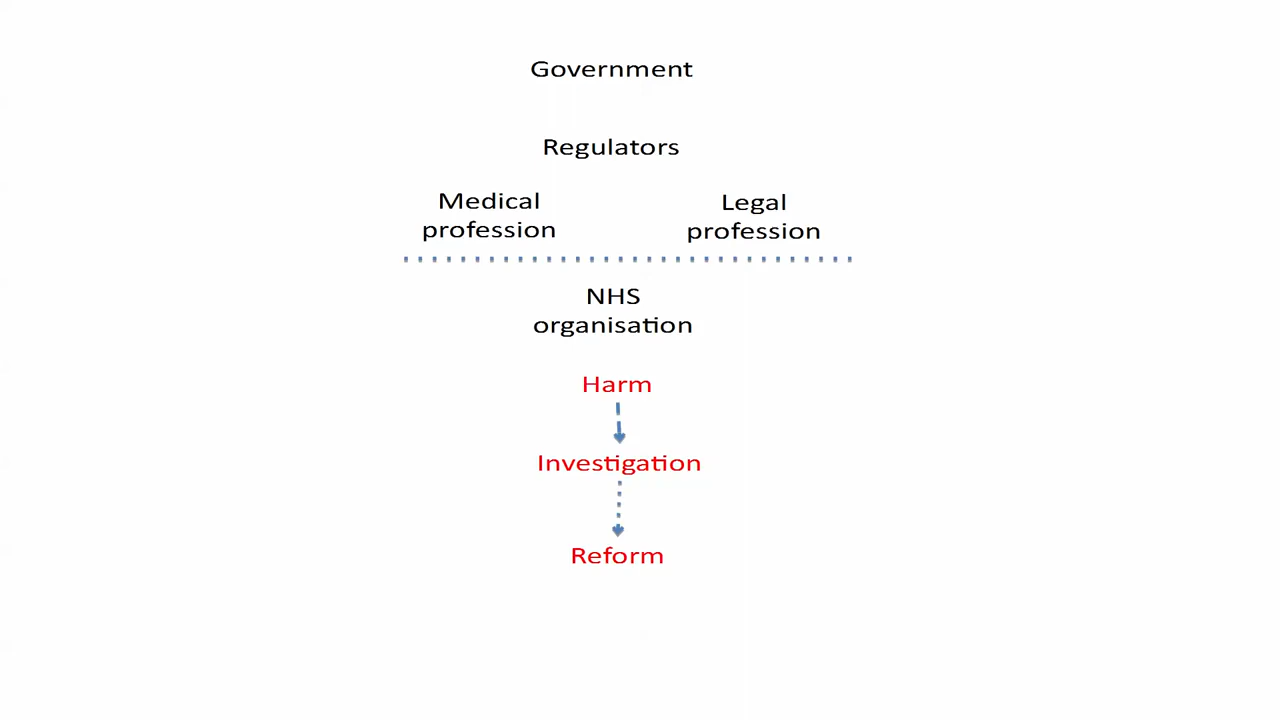 Government
Regulators
Medical
profession
Legal
profession
NHS
organisation
Harm
Investigation
Reform